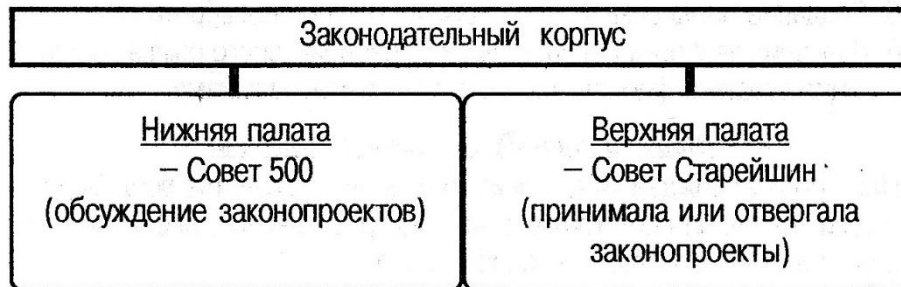 Законодательный корпус
Нижняя палата
– Совет 500
(обсуждение законопроектов)
Верхняя палата
– Совет Старейшин
(принимала или отвергала
законопроекты)